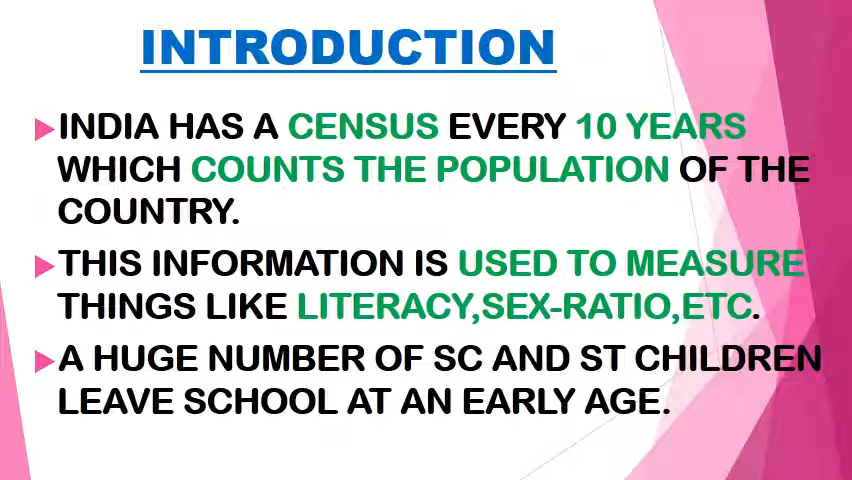 INTRODUCTION
INDIA HAS A CENSUS EVERY 10 YEARS
WHICH COUNTS THE POPULATION OF THE
COUNTRY.
THIS INFORMATION IS USED TO MEASURE
THINGS LIKE LITERACY,SEX-RATIO,ETC.
A HUGE NUMBER OF SC AND ST CHILDREN
LEAVE SCHOOL AT AN EARLY AGE.